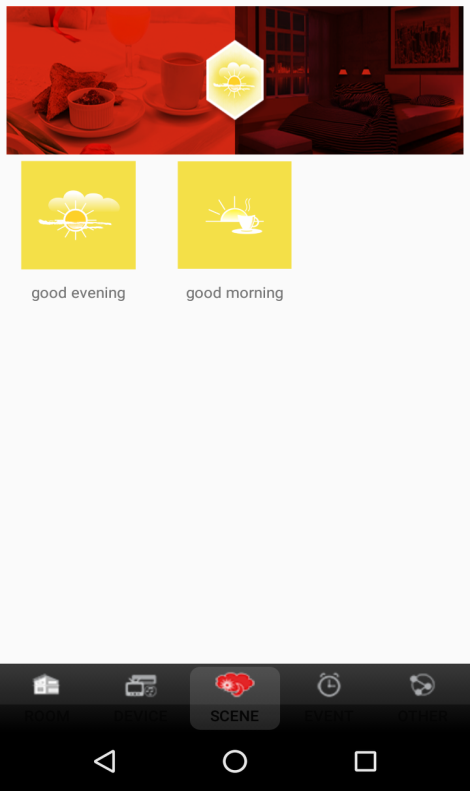 good evening
good morning
ROOM
DEVICE
SCENE
EVENT
OTHER